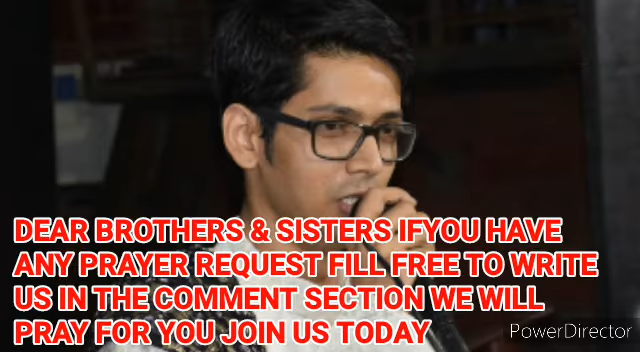 DEAR BROTHERS & SISTERS IFYOU HAVE
ANY PRAYER REQUEST FILL FREE TO WRITE
US IN THE COMMENT SECTION WE WILL
PRAY FOR YOU JOIN US TODAY
PowerDirector